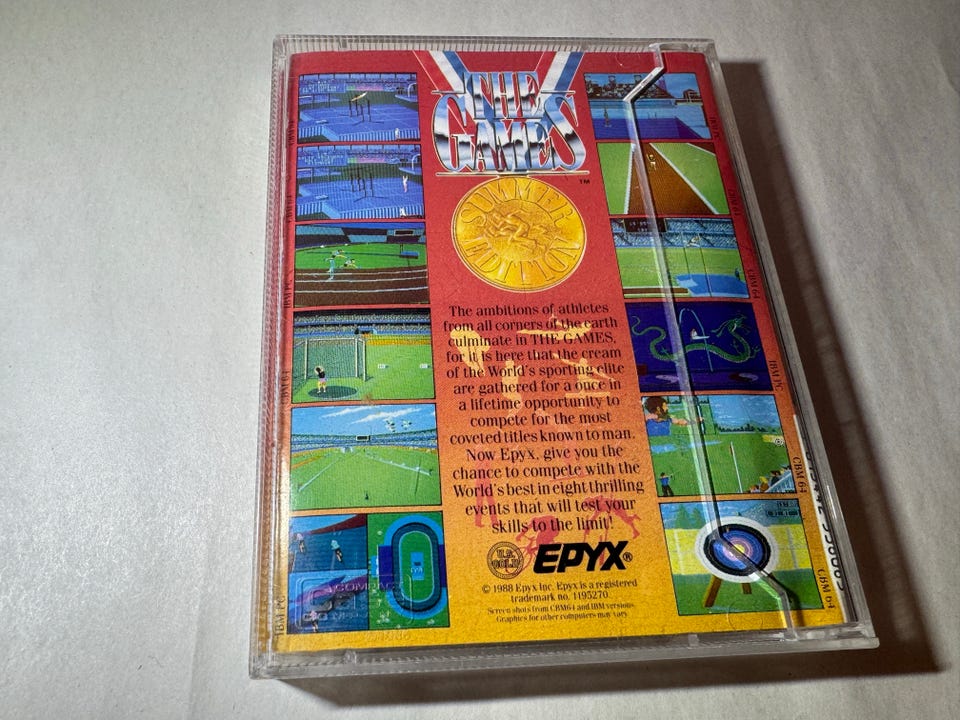 THE
GAMES
™
SUMMER
EDITION
The ambitions of athletes
from all corners of the earth
culminate in THE GAMES,
for it is here that the cream
of the World's sporting elite
are gathered for a once in
a lifetime opportunity to
compete for the most
coveted titles known to man.
Now Epyx, give you the
chance to compete with the
World's best in eight thrilling
events that will test your
skills to the limit!
U.S.
GOLD
EPYX®
© 1988 Epyx Inc. Epyx is a registered
trademark no. 1195270.
Screen shots from CBM64 and IBM versions.
Graphics for other computers may vary.
CBM 64
IBM PC
CBM 64
IBM PC
CBM 64
IBM PC
CBM 64
CBM 64
COMPACT